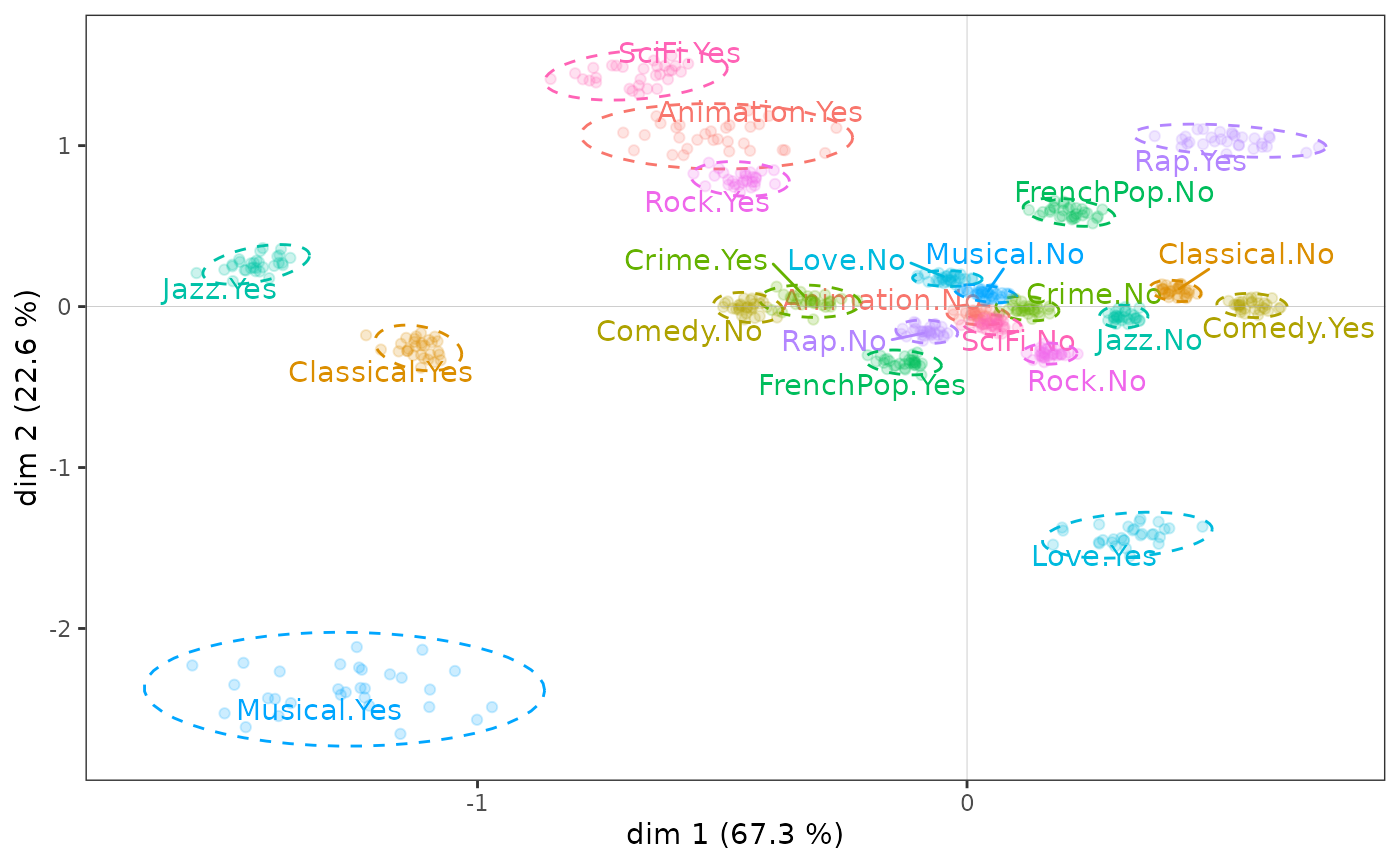 SciFi.Yes
Animation.Yes
1
Rap.Yes
Rock.Yes
FrenchPop.No
Crime.Yes
Love.No
Musical.No
Classical.No
Jazz.Yes
Animation.No
Crime.No
0
Comedy.No
Rap.No
SciFi.No
Jazz.No
Comedy.Yes
Classical.Yes
FrenchPop.Yes
Rock.No
dim 2 (22.6 %)
-1
Love.Yes
-2
Musical.Yes
-1
0
dim 1 (67.3 %)